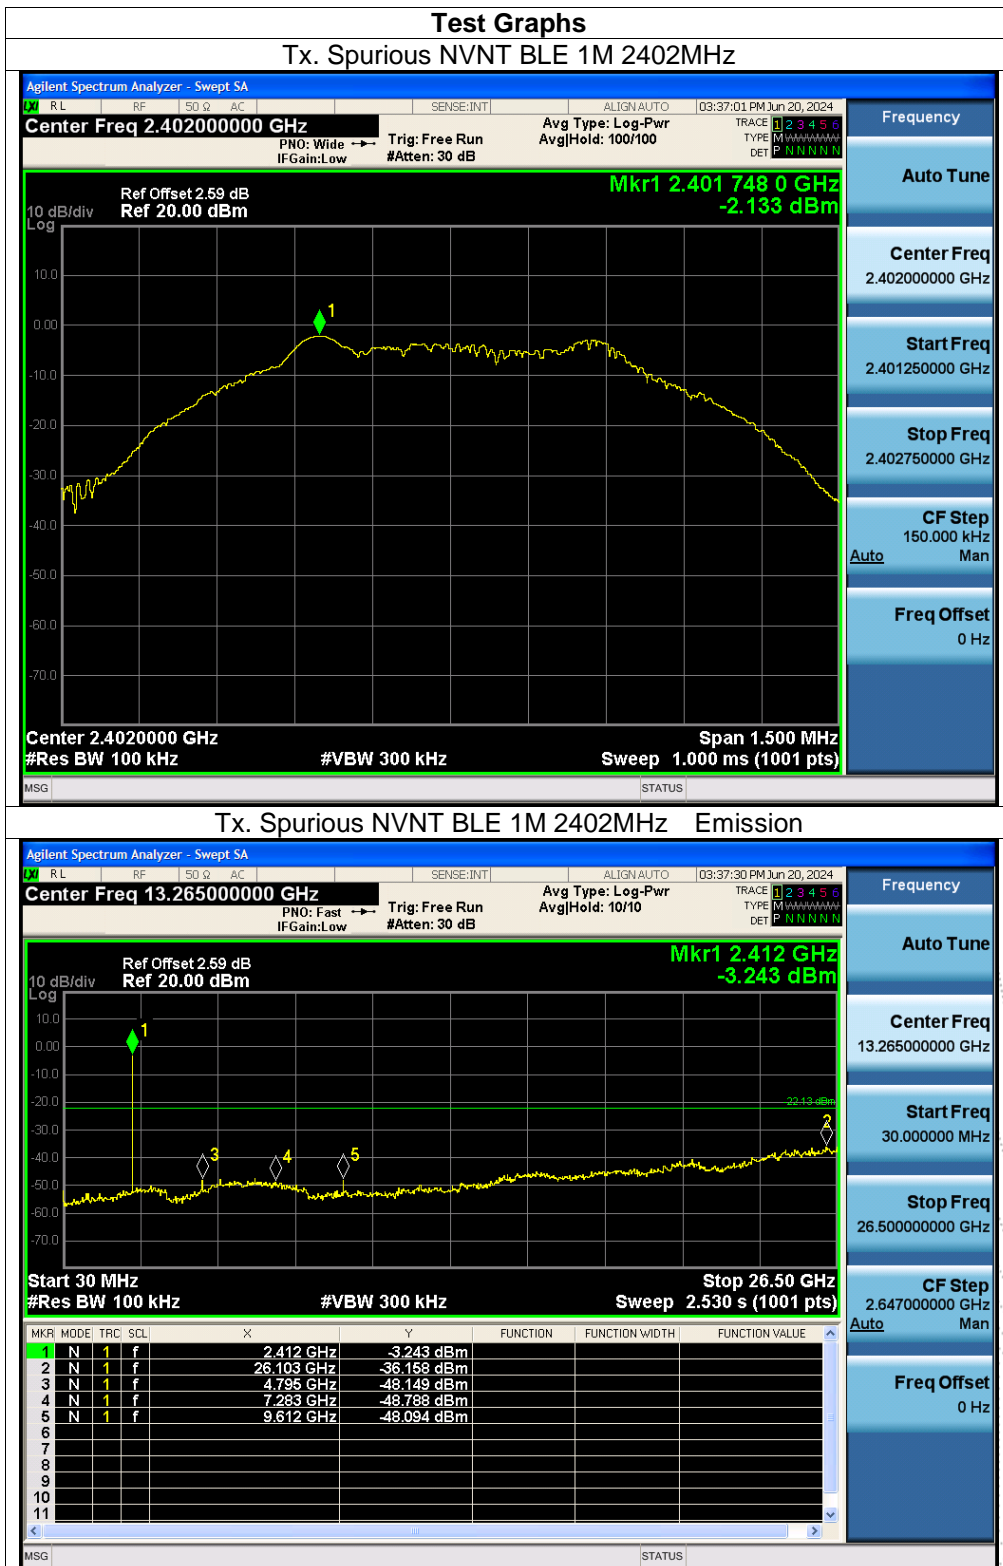 Test Graphs
Tx. Spurious NVNT BLE 1M 2402MHz
Agilent Spectrum Analyzer - Swept SA
LXI RL RF 50 Ω AC SENSE:INT ALIGN AUTO 03:37:01 PM Jun 20, 2024
Center Freq 2.402000000 GHz
PNO: Wide
IFGain:Low
Trig: Free Run
#Atten: 30 dB
Avg Type: Log-Pwr
Avg|Hold: 100/100
TRACE 1 2 3 4 5 6
TYPE M WWWWW
DET P N N N N N
Ref Offset 2.59 dB
10 dB/div Ref 20.00 dBm
Log
Mkr1 2.401 748 0 GHz
-2.133 dBm
10.0
0.00
-10.0
-20.0
-30.0
-40.0
-50.0
-60.0
-70.0
1
Center 2.4020000 GHz Span 1.500 MHz
#Res BW 100 kHz #VBW 300 kHz Sweep 1.000 ms (1001 pts)
MSG STATUS
Frequency
Auto Tune
Center Freq
2.402000000 GHz
Start Freq
2.401250000 GHz
Stop Freq
2.402750000 GHz
CF Step
150.000 kHz
Auto Man
Freq Offset
0 Hz
Tx. Spurious NVNT BLE 1M 2402MHz Emission
Agilent Spectrum Analyzer - Swept SA
LXI RL RF 50 Ω AC SENSE:INT ALIGN AUTO 03:37:30 PM Jun 20, 2024
Center Freq 13.265000000 GHz
PNO: Fast
IFGain:Low
Trig: Free Run
#Atten: 30 dB
Avg Type: Log-Pwr
Avg|Hold: 10/10
TRACE 1 2 3 4 5 6
TYPE M WWWWW
DET P N N N N N
Ref Offset 2.59 dB
10 dB/div Ref 20.00 dBm
Log
Mkr1 2.412 GHz
-3.243 dBm
10.0
0.00
-10.0
-20.0
-30.0
-40.0
-50.0
-60.0
-70.0
1
-22.13 dBm
2
3 4 5
Start 30 MHz Stop 26.50 GHz
#Res BW 100 kHz #VBW 300 kHz Sweep 2.530 s (1001 pts)
MKR MODE TRC SCL X Y FUNCTION FUNCTION WIDTH FUNCTION VALUE
1 N 1 f 2.412 GHz -3.243 dBm
2 N 1 f 26.103 GHz -36.158 dBm
3 N 1 f 4.795 GHz -48.149 dBm
4 N 1 f 7.283 GHz -48.788 dBm
5 N 1 f 9.612 GHz -48.094 dBm
6
7
8
9
10
11
MSG STATUS
Frequency
Auto Tune
Center Freq
13.265000000 GHz
Start Freq
30.000000 MHz
Stop Freq
26.500000000 GHz
CF Step
2.647000000 GHz
Auto Man
Freq Offset
0 Hz